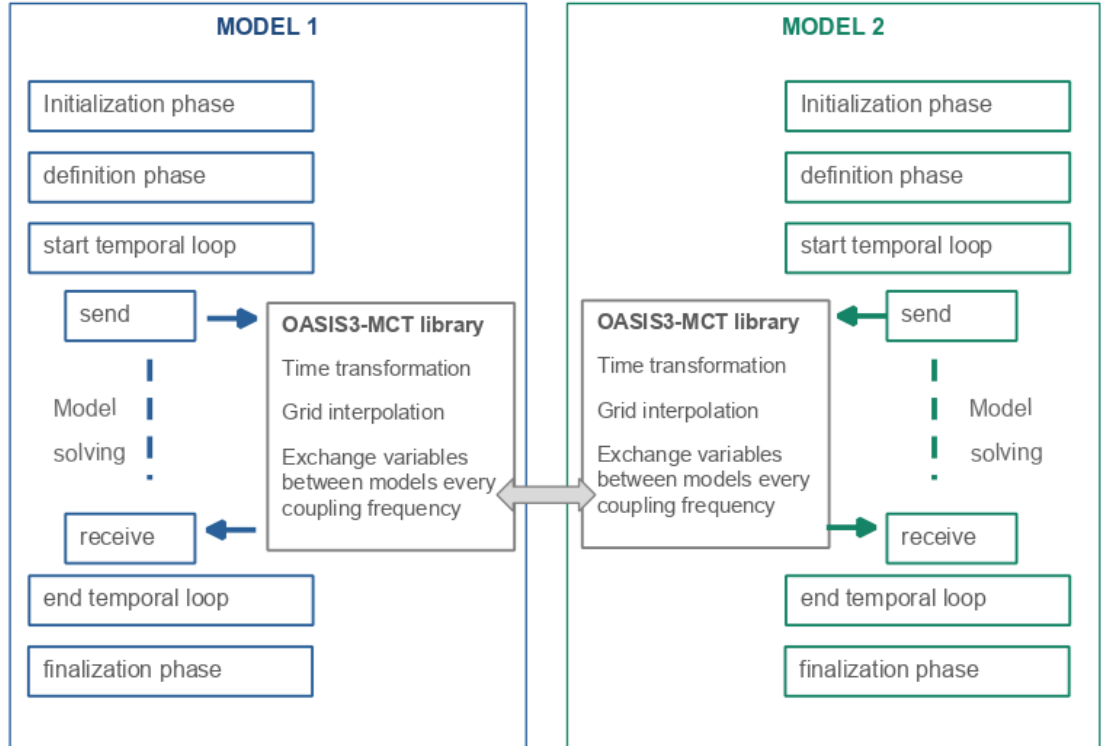 MODEL 1
Initialization phase
definition phase
start temporal loop
send
Model
solving
receive
end temporal loop
finalization phase
OASIS3-MCT library
Time transformation
Grid interpolation
Exchange variables
between models every
coupling frequency
MODEL 2
Initialization phase
definition phase
start temporal loop
OASIS3-MCT library
Time transformation
Grid interpolation
Exchange variables
between models every
coupling frequency
send
Model
solving
receive
end temporal loop
finalization phase